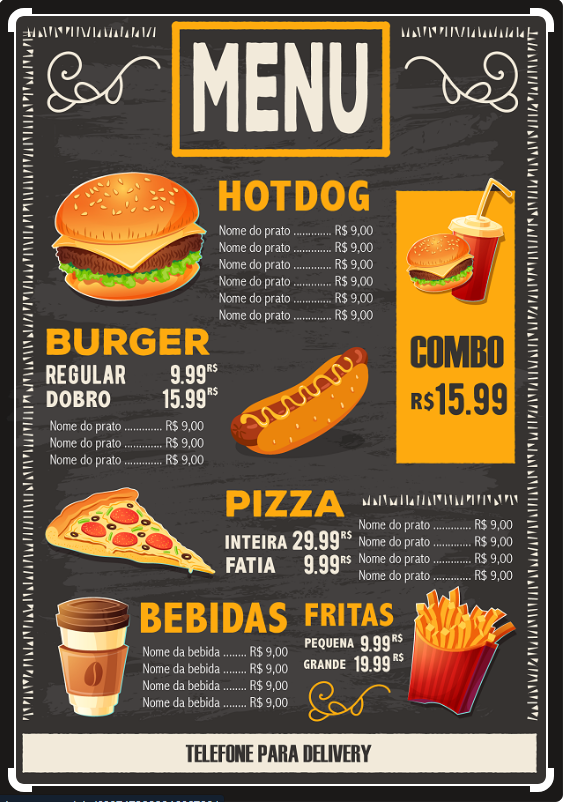 MENU
HOTDOG
Nome do prato ............ R$ 9,00
Nome do prato ............ R$ 9,00
Nome do prato ............ R$ 9,00
Nome do prato ............ R$ 9,00
Nome do prato ............ R$ 9,00
Nome do prato ............ R$ 9,00
COMBO
R$15.99
BURGER
REGULAR 9.99R$
DOBRO 15.99R$
Nome do prato ............ R$ 9,00
Nome do prato ............ R$ 9,00
Nome do prato ............ R$ 9,00
PIZZA
INTEIRA 29.99R$
FATIA 9.99R$
Nome do prato ............ R$ 9,00
Nome do prato ............ R$ 9,00
Nome do prato ............ R$ 9,00
Nome do prato ............ R$ 9,00
BEBIDAS
Nome da bebida ........ R$ 9,00
Nome da bebida ........ R$ 9,00
Nome da bebida ........ R$ 9,00
Nome da bebida ........ R$ 9,00
FRITAS
PEQUENA 9.99R$
GRANDE 19.99R$
TELEFONE PARA DELIVERY